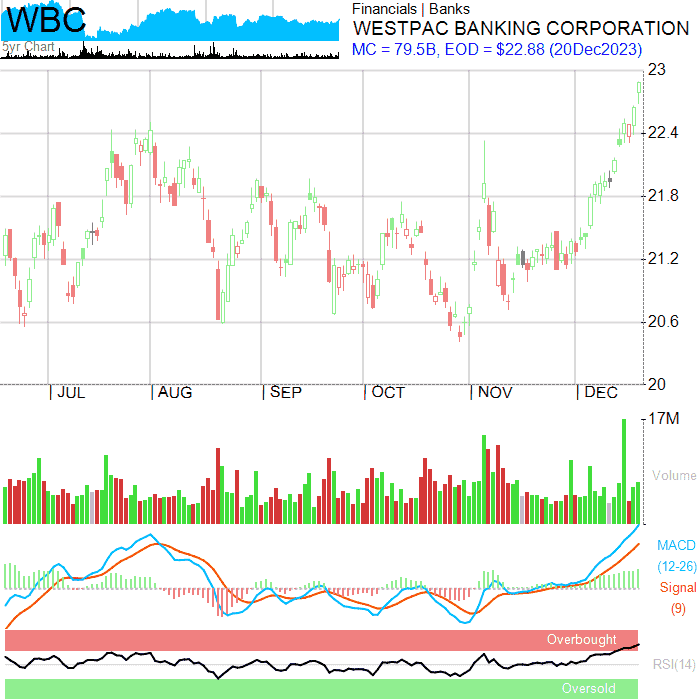 WBC
5yr Chart
Financials | Banks
WESTPAC BANKING CORPORATION
MC = 79.5B, EOD = $22.88 (20Dec2023)
23
22.4
21.8
21.2
20.6
20
JUL AUG SEP OCT NOV DEC
17M
Volume
MACD
(12-26)
Signal
(9)
Overbought
RSI(14)
Oversold